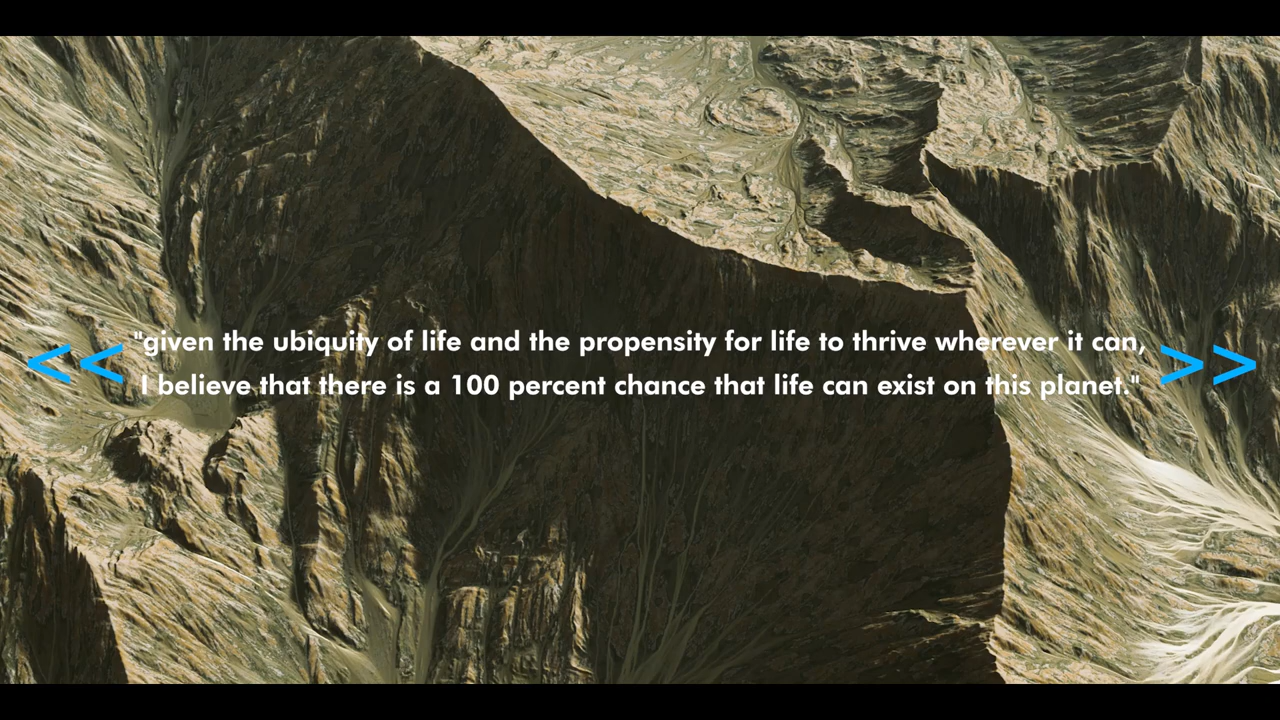 "given the ubiquity of life and the propensity for life to thrive wherever it can,
<< I believe that there is a 100 percent chance that life can exist on this planet." >>